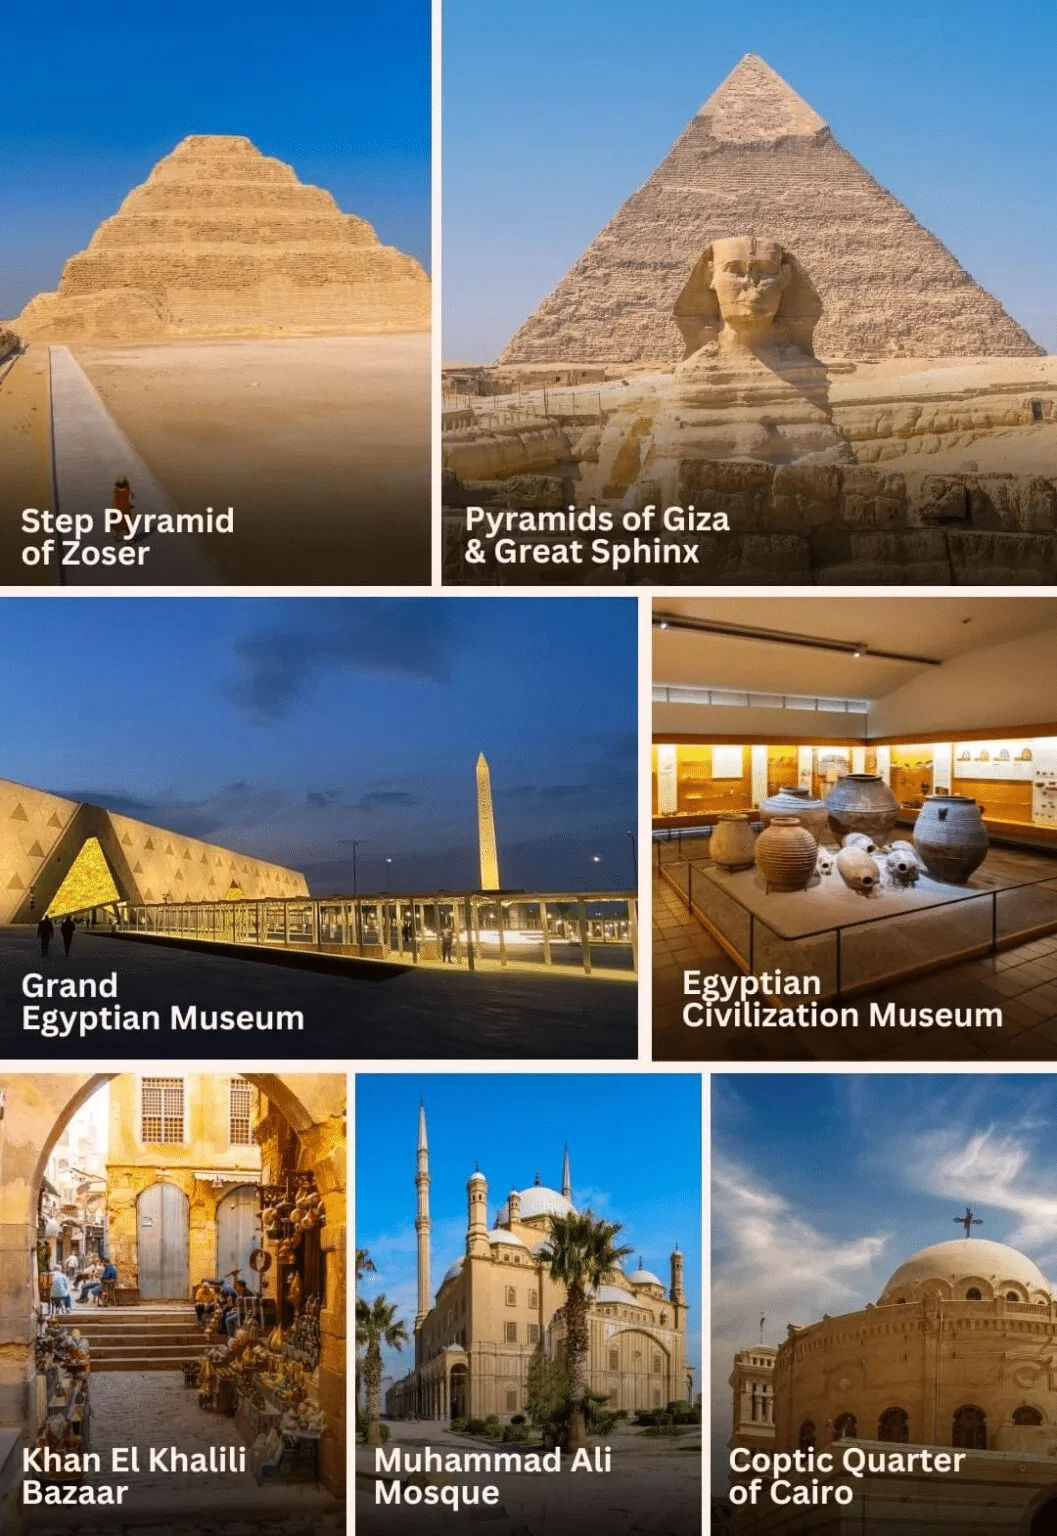 Step Pyramid
of Zoser
Pyramids of Giza
& Great Sphinx
Grand
Egyptian Museum
Egyptian
Civilization Museum
Khan El Khalili
Bazaar
Muhammad Ali
Mosque
Coptic Quarter
of Cairo